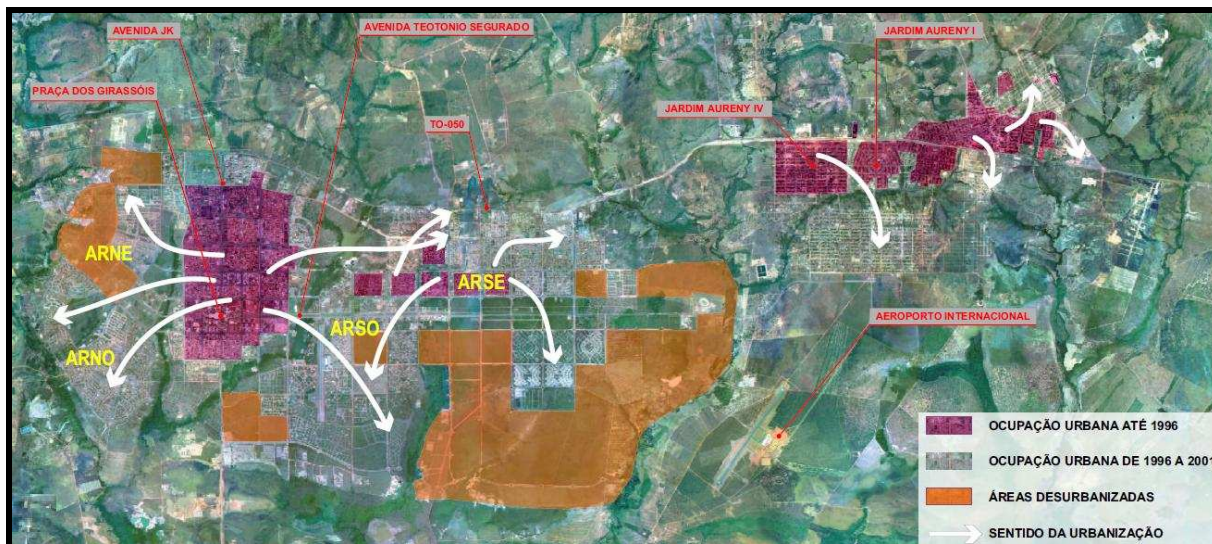 AVENIDA JK
AVENIDA TEOTONIO SEGURADO
JARDIM AURENY I
PRAÇA DOS GIRASSÓIS
JARDIM AURENY IV
TO-050
ARNE
ARSE
ARSO
AEROPORTO INTERNACIONAL
ARNO
OCUPAÇÃO URBANA ATÉ 1996
OCUPAÇÃO URBANA DE 1996 A 2001
ÁREAS DESURBANIZADAS
SENTIDO DA URBANIZAÇÃO